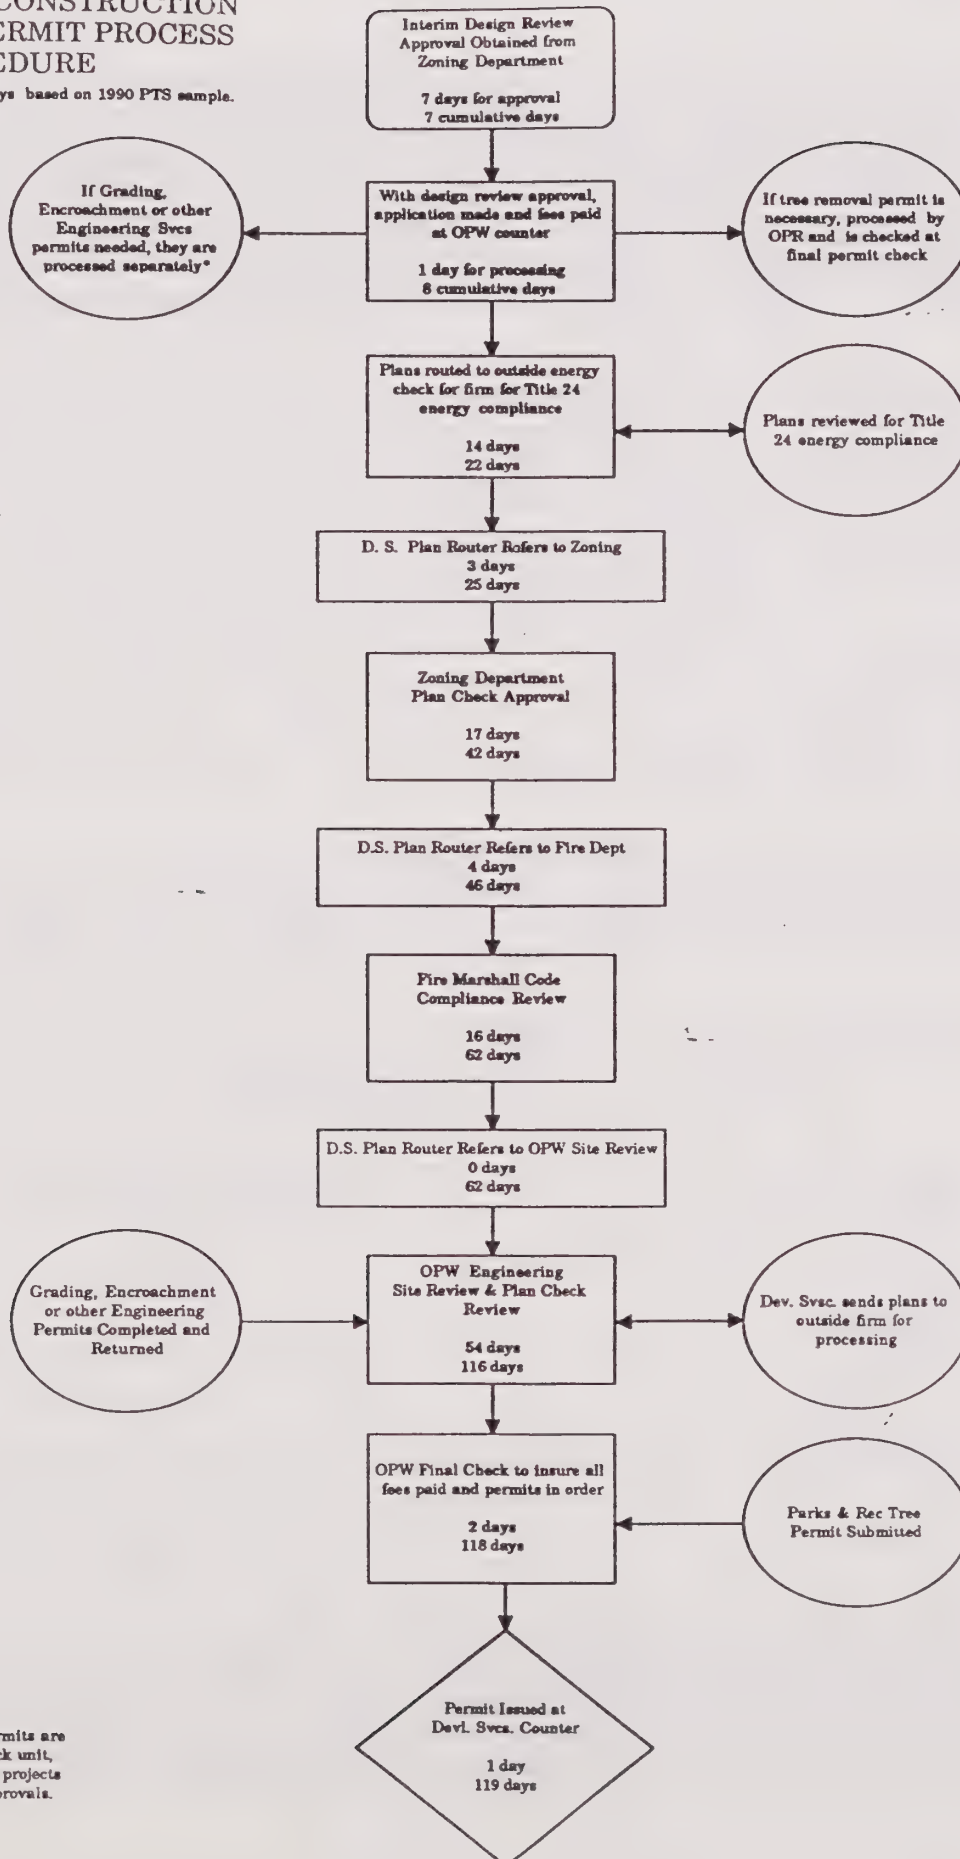 CONSTRUCTION
ERMIT PROCESS
EDURE
ys based on 1990 PTS sample.
Interim Design Review
Approval Obtained from
Zoning Department
7 days for approval
7 cumulative days
If Grading,
Encroachment or other
Engineering Svcs
permits needed, they are
processed separately*
With design review approval,
application made and fees paid
at OPW counter
1 day for processing
8 cumulative days
If tree removal permit is
necessary, processed by
OPR and is checked at
final permit check
Plans routed to outside energy
check for firm for Title 24
energy compliance
14 days
22 days
Plans reviewed for Title
24 energy compliance
D. S. Plan Router Refers to Zoning
3 days
25 days
Zoning Department
Plan Check Approval
17 days
42 days
D.S. Plan Router Refers to Fire Dept
4 days
46 days
Fire Marshall Code
Compliance Review
16 days
62 days
D.S. Plan Router Refers to OPW Site Review
0 days
62 days
Grading, Encroachment
or other Engineering
Permits Completed and
Returned
OPW Engineering
Site Review & Plan Check
Review
54 days
116 days
Dev. Svsc. sends plans to
outside firm for
processing
OPW Final Check to insure all
fees paid and permits in order
2 days
118 days
Parks & Rec Tree
Permit Submitted
Permit Issued at
Devl. Svcs. Counter
1 day
119 days
rmits are
ck unit,
projects
provals.